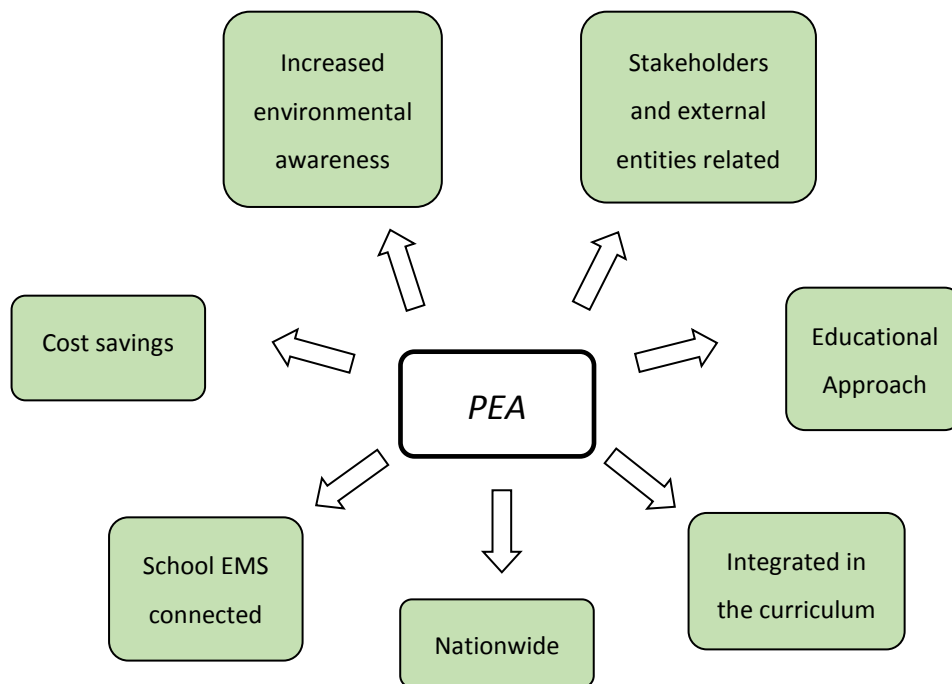 Increased
environmental
awareness
Stakeholders
and external
entities related
Cost savings
PEA
Educational
Approach
School EMS
connected
Nationwide
Integrated in
the curriculum